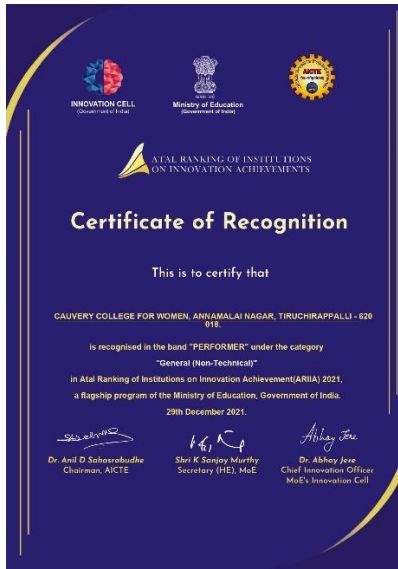 INNOVATION CELL
(Government of India)
Ministry of Education
(Government of India)
AICTE
ATAL RANKING OF INSTITUTIONS
ON INNOVATION ACHIEVEMENTS
Certificate of Recognition
This is to certify that
CAUVERY COLLEGE FOR WOMEN, ANNAMALAI NAGAR, TIRUCHIRAPPALLI - 620
018.
is recognised in the band "PERFORMER" under the category
"General (Non-Technical)"
in Atal Ranking of Institutions on Innovation Achievement(ARIIA) 2021,
a flagship program of the Ministry of Education, Government of India.
29th December 2021.
Dr. Anil D Sahasrabudhe
Chairman, AICTE
Shri K Sanjay Murthy
Secretary (HE), MoE
Abhay Jere
Dr. Abhay Jere
Chief Innovation Officer
MoE's Innovation Cell